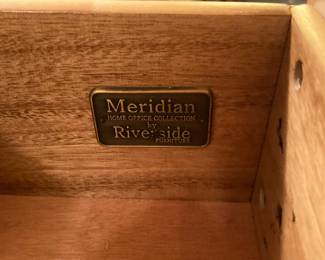 Meridian
HOME OFFICE COLLECTION
by
Riverside
FURNITURE